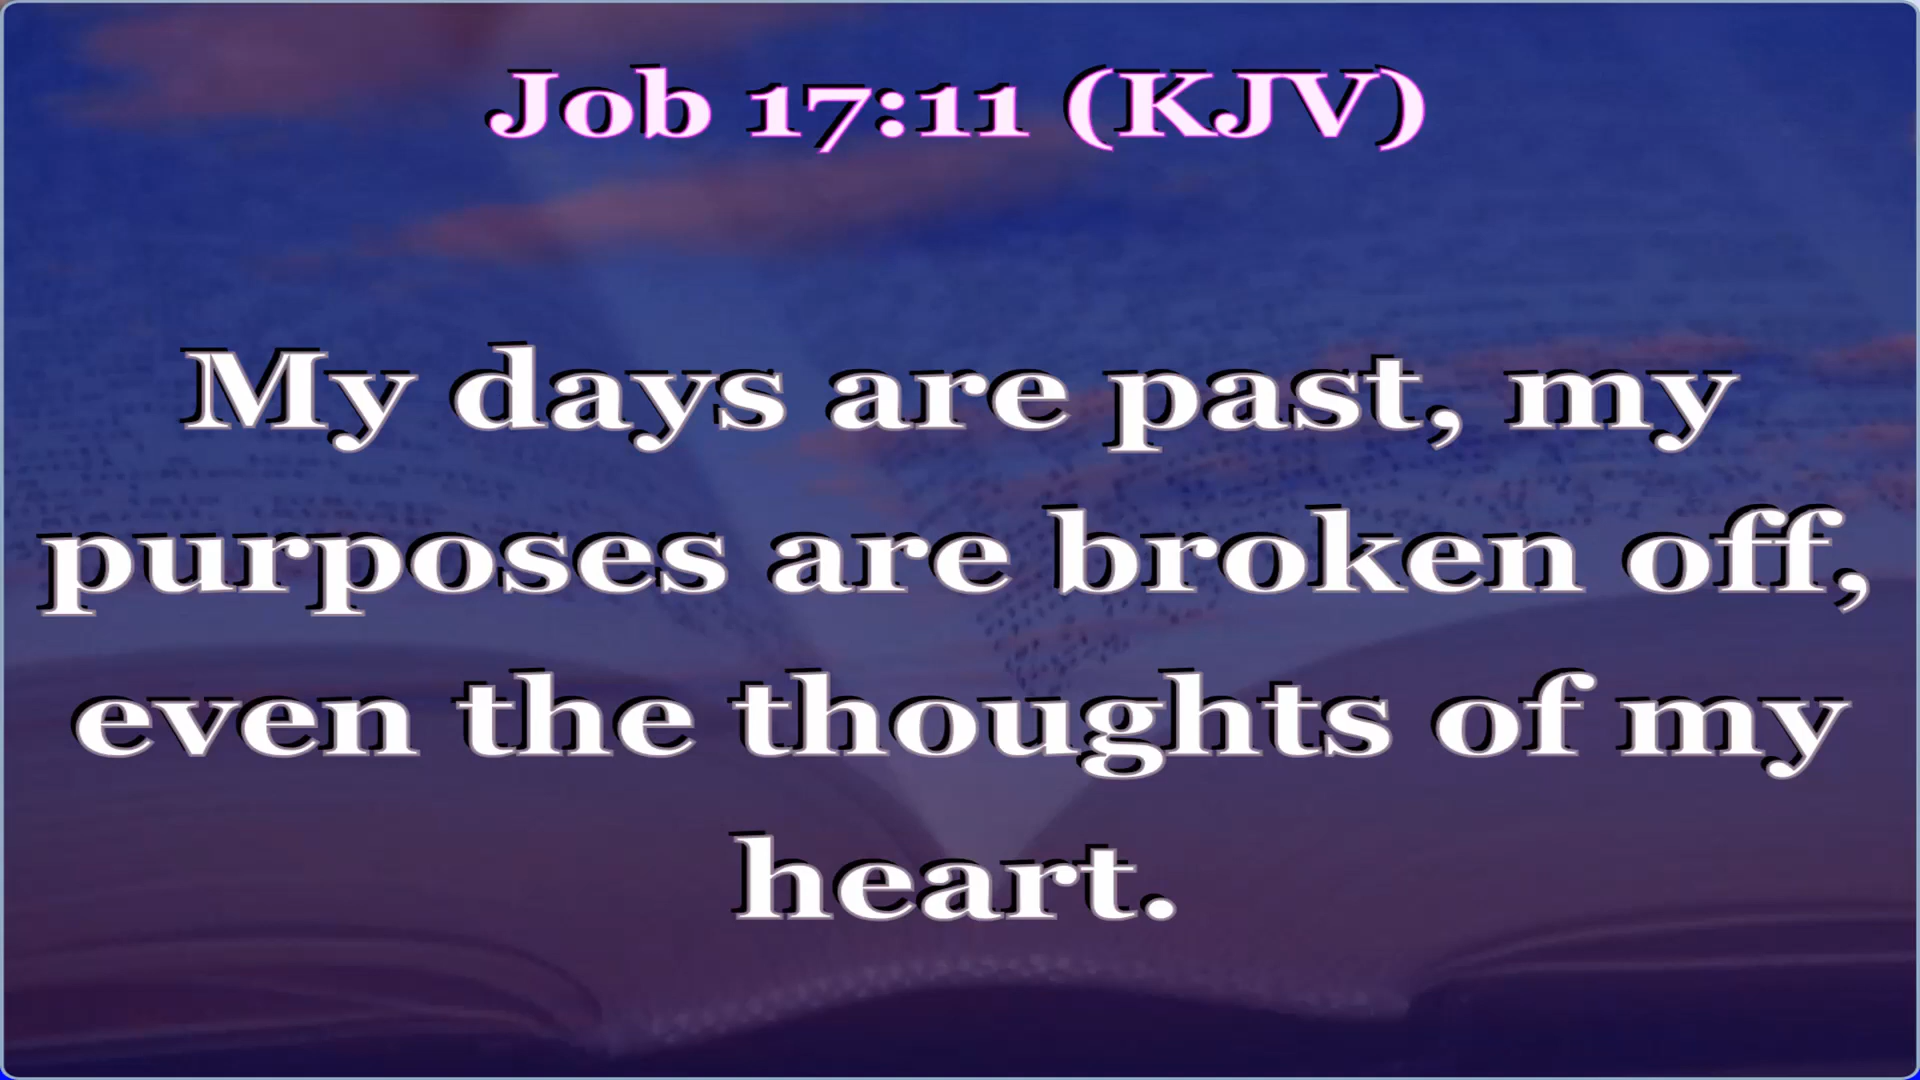 Job 17:11 (KJV)
My days are past, my
purposes are broken off,
even the thoughts of my
heart.